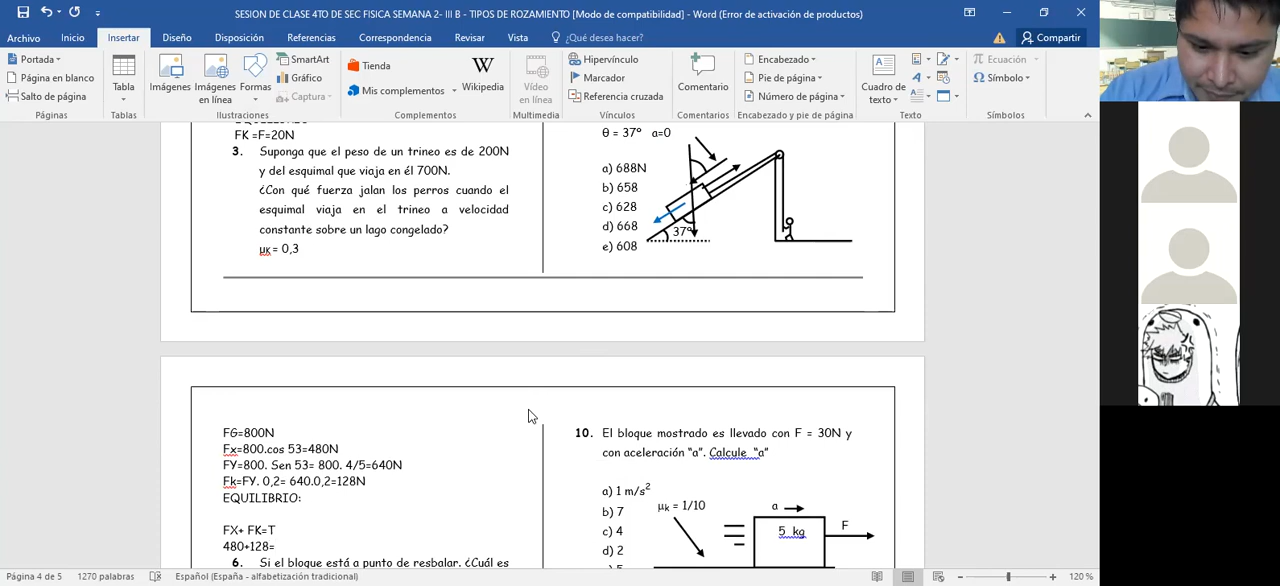 SESION DE CLASE 4TO DE SEC FISICA SEMANA 2- III B - TIPOS DE ROZAMIENTO [Modo de compatibilidad] - Word (Error de activación de productos)
Archivo Inicio Insertar Diseño Disposición Referencias Correspondencia Revisar Vista ¿Qué desea hacer? Compartir
Portada
Página en blanco
Salto de página
Páginas
Tabla
Tablas
Imágenes
Imágenes en línea
Formas
SmartArt
Gráfico
Captura
Ilustraciones
Tienda
Mis complementos
Wikipedia
Complementos
Vídeo en línea
Multimedia
Hipervínculo
Marcador
Referencia cruzada
Vínculos
Comentario
Comentarios
Encabezado
Pie de página
Número de página
Encabezado y pie de página
Cuadro de texto
Texto
Ecuación
Símbolo
Símbolos
FK =F=20N
3. Suponga que el peso de un trineo es de 200N
y del esquimal que viaja en él 700N.
¿Con qué fuerza jalan los perros cuando el
esquimal viaja en el trineo a velocidad
constante sobre un lago congelado?
μκ = 0,3
θ = 37º a=0
a) 688N
b) 658
c) 628
d) 668
e) 608
37º
FG=800N
Fx=800.cos 53=480N
FY=800. Sen 53= 800. 4/5=640N
Fk=FY. 0,2= 640.0,2=128N
EQUILIBRIO:
FX+ FK=T
480+128=
6. Si el bloque está a punto de resbalar. ¿Cuál es
10. El bloque mostrado es llevado con F = 30N y
con aceleración "a". Calcule "a"
a) 1 m/s²
b) 7
c) 4
d) 2
μk = 1/10
a
5 kg
F
Página 4 de 5 1270 palabras Español (España - alfabetización tradicional) 120 %